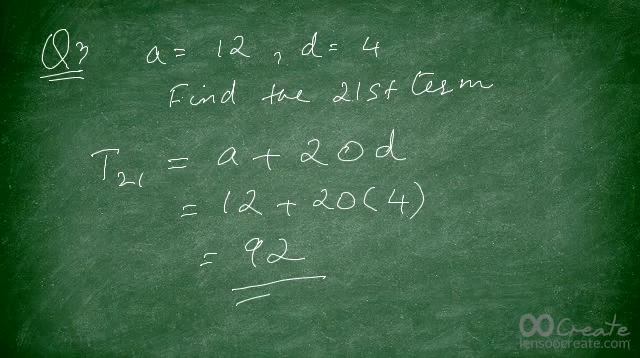 Q3 a = 12, d = 4
Find the 21st term
T21 = a + 20d
= 12 + 20(4)
= 92
Create
lensoocreate.com